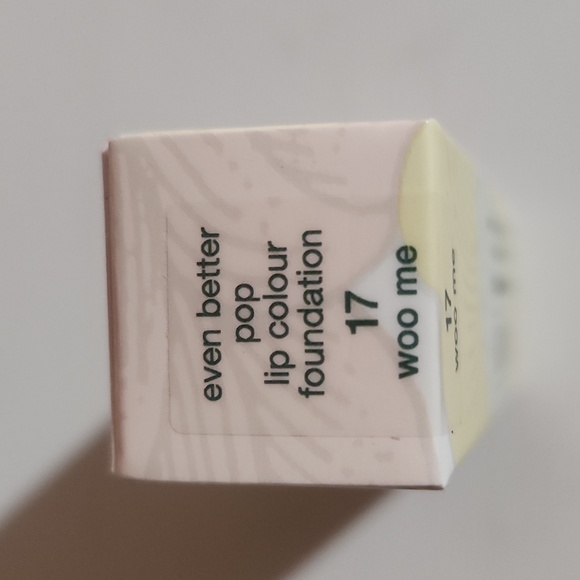 even better
pop
lip colour
foundation
17
woo me
17
woo me